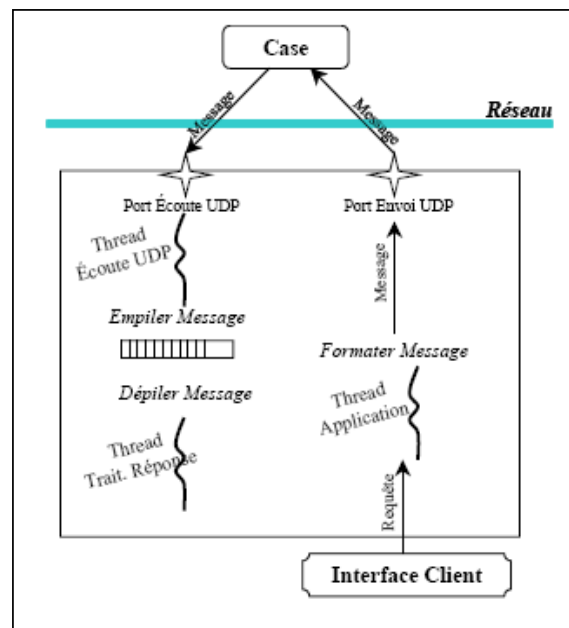 Case
Message
Message
Réseau
Port Écoute UDP
Port Envoi UDP
Thread
Écoute UDP
Message
Empiler Message
Formater Message
Dépiler Message
Thread
Application
Thread
Trait. Réponse
Requête
Interface Client